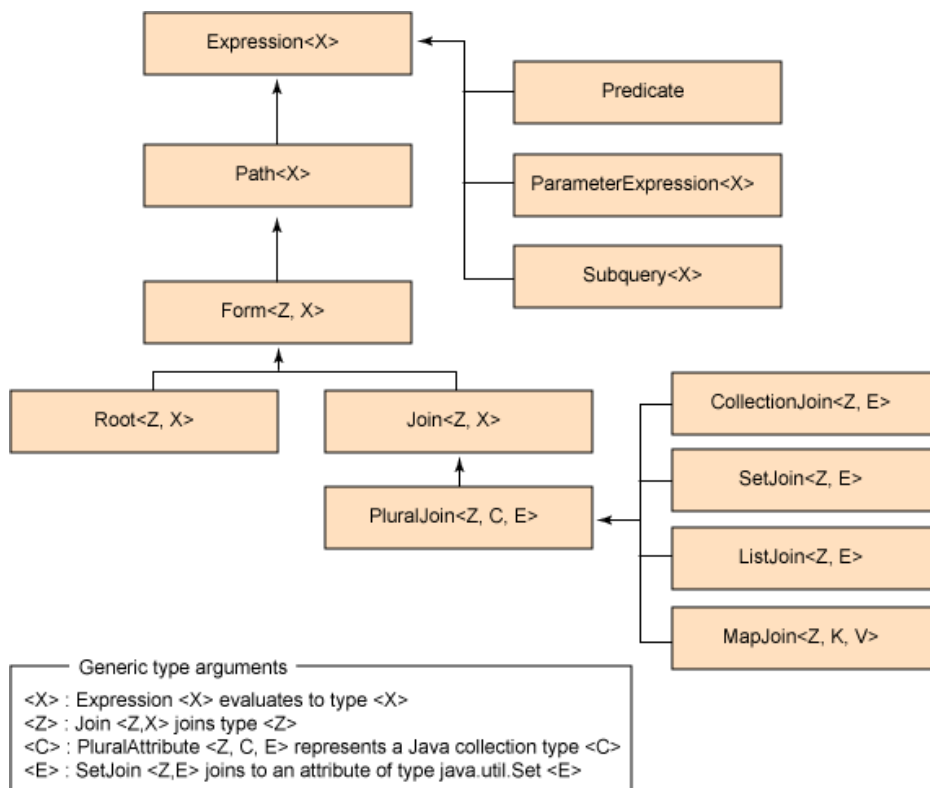 Expression<X>
Predicate
Path<X>
ParameterExpression<X>
Subquery<X>
Form<Z, X>
Root<Z, X>
Join<Z, X>
CollectionJoin<Z, E>
SetJoin<Z, E>
PluralJoin<Z, C, E>
ListJoin<Z, E>
MapJoin<Z, K, V>
Generic type arguments
<X> : Expression <X> evaluates to type <X>
<Z> : Join <Z,X> joins type <Z>
<C> : PluralAttribute <Z, C, E> represents a Java collection type <C>
<E> : SetJoin <Z,E> joins to an attribute of type java.util.Set <E>